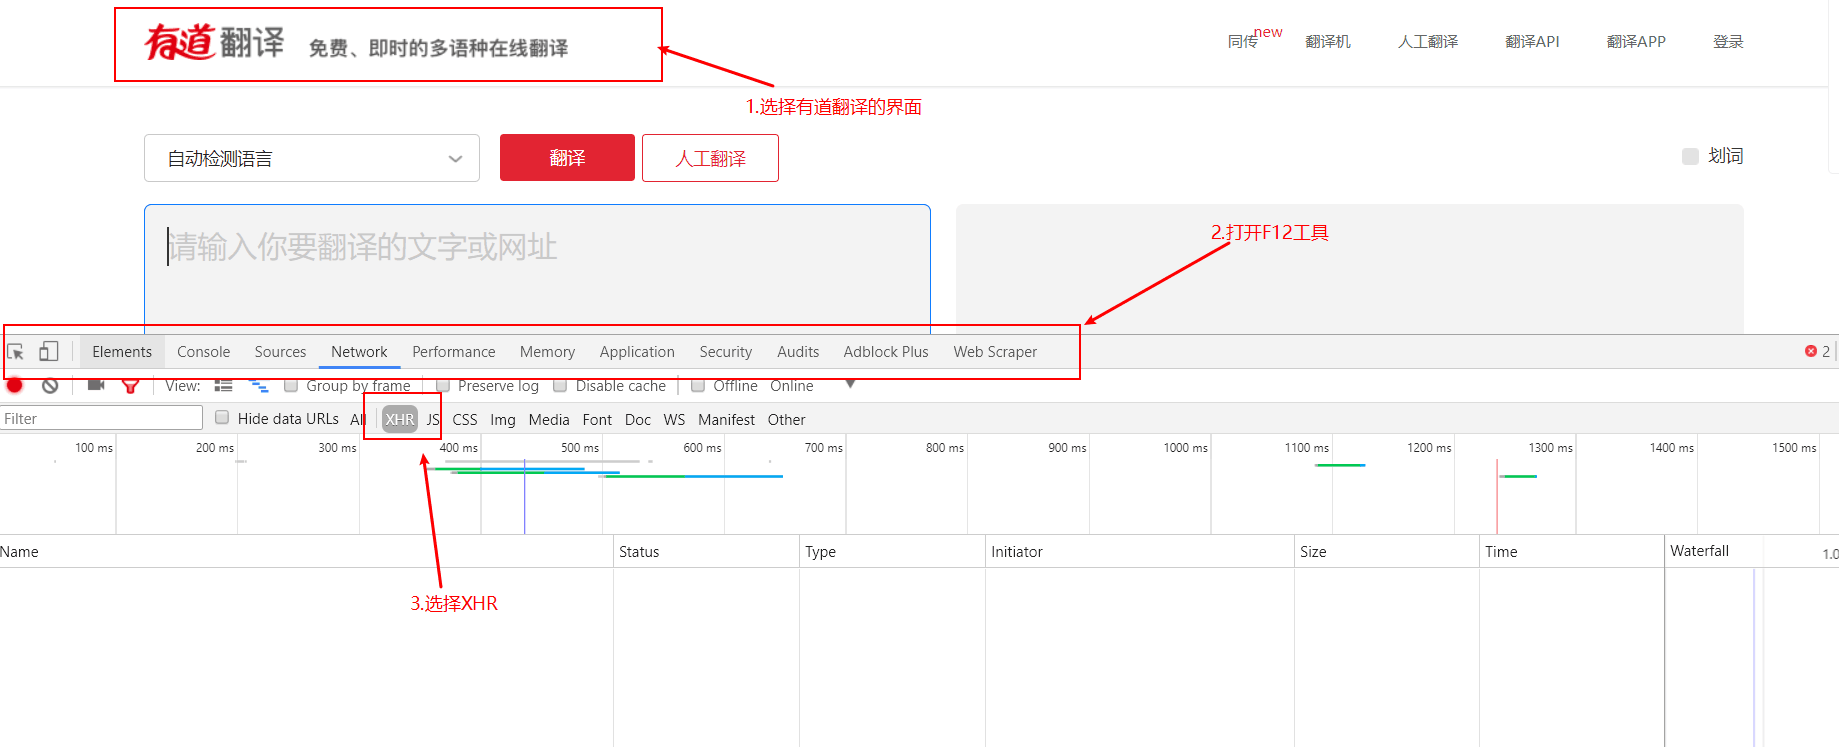 有道翻译 免费、即时的多语种在线翻译
同传 new 翻译机 人工翻译 翻译API 翻译APP 登录
1.选择有道翻译的界面
自动检测语言 翻译 人工翻译 划词
请输入你要翻译的文字或网址
2.打开F12工具
Elements Console Sources Network Performance Memory Application Security Audits Adblock Plus Web Scraper 2
View: Group by frame Preserve log Disable cache Offline Online
Filter Hide data URLs All XHR JS CSS Img Media Font Doc WS Manifest Other
100 ms 200 ms 300 ms 400 ms 500 ms 600 ms 700 ms 800 ms 900 ms 1000 ms 1100 ms 1200 ms 1300 ms 1400 ms 1500 ms
Name Status Type Initiator Size Time Waterfall 1.0
3.选择XHR